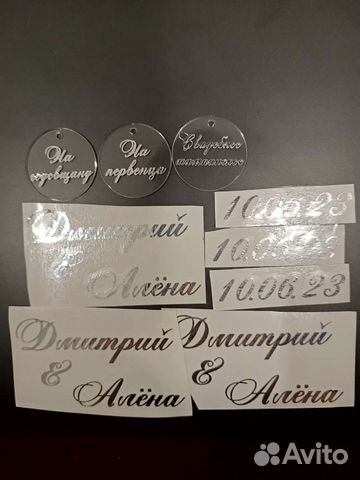 На
годовщину
На
первенца
Свадебное
шампанское
10.06.23
10.06.23
10.06.23
Дмитрий
&
Алёна
Дмитрий
&
Алёна
Дмитрий
&
Алёна
Avito